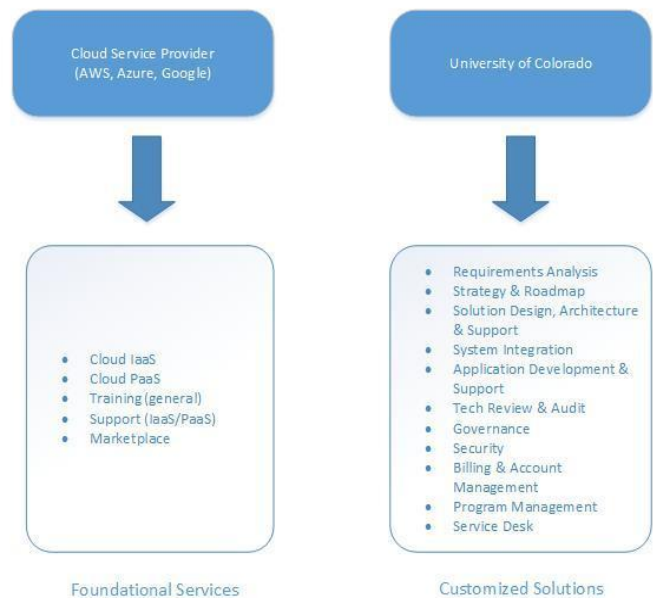 Cloud Service Provider
(AWS, Azure, Google)
University of Colorado
● Cloud IaaS
● Cloud PaaS
● Training (general)
● Support (IaaS/PaaS)
● Marketplace
● Requirements Analysis
● Strategy & Roadmap
● Solution Design, Architecture
& Support
● System Integration
● Application Development &
Support
● Tech Review & Audit
● Governance
● Security
● Billing & Account
Management
● Program Management
● Service Desk
Foundational Services
Customized Solutions